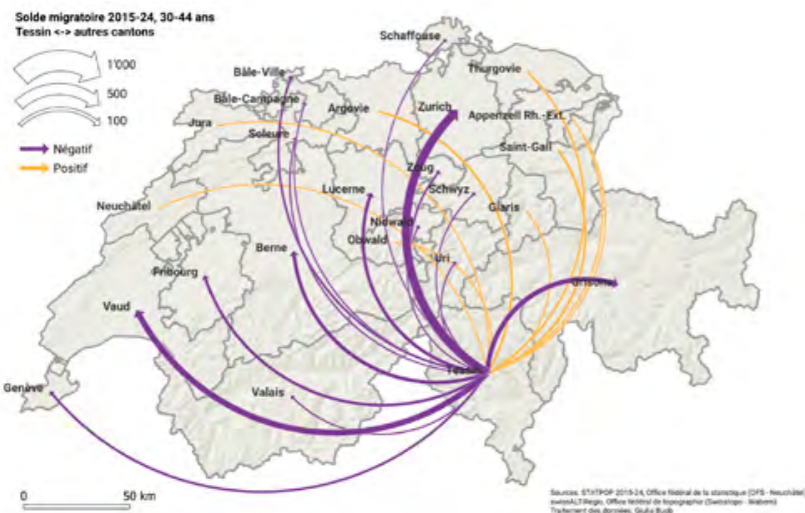 Solde migratoire 2015-24, 30-44 ans
Tessin <-> autres cantons
1'000
500
100
Négatif
Positif
Schaffouse
Bâle-Ville
Thurgovie
Bâle-Campagne
Argovie
Zurich
Appenzell Rh.-Ext.
Jura
Soleure
Saint-Gall
Zoug
Lucerne
Schwyz
Neuchâtel
Nidwald
Glaris
Obwald
Berne
Uri
Fribourg
Grisons
Vaud
Tessin
Genève
Valais
0 50 km
Sources: STATPOP 2015-24, Office fédéral de la statistique (OFS - Neuchâtel)
swissALTIRegio, Office fédéral de topographie (Swisstopo - Wabern)
Traitement des données: Giulia Buob